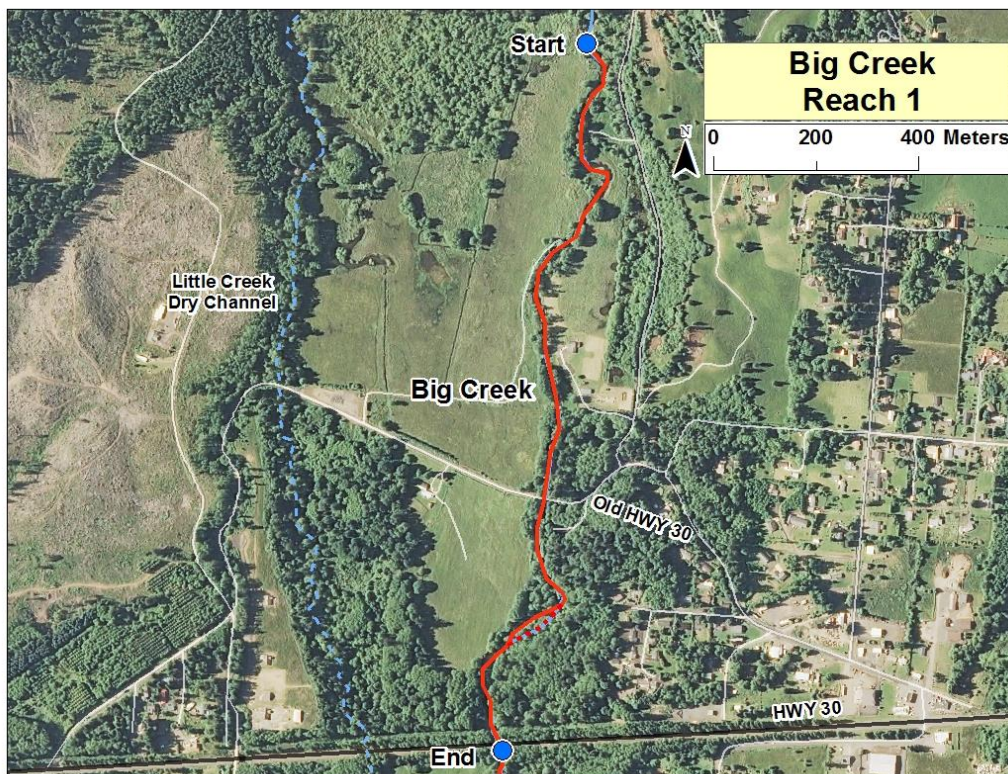 Start
Big Creek
Reach 1
N
0 200 400 Meters
Little Creek
Dry Channel
Big Creek
Old HWY 30
HWY 30
End